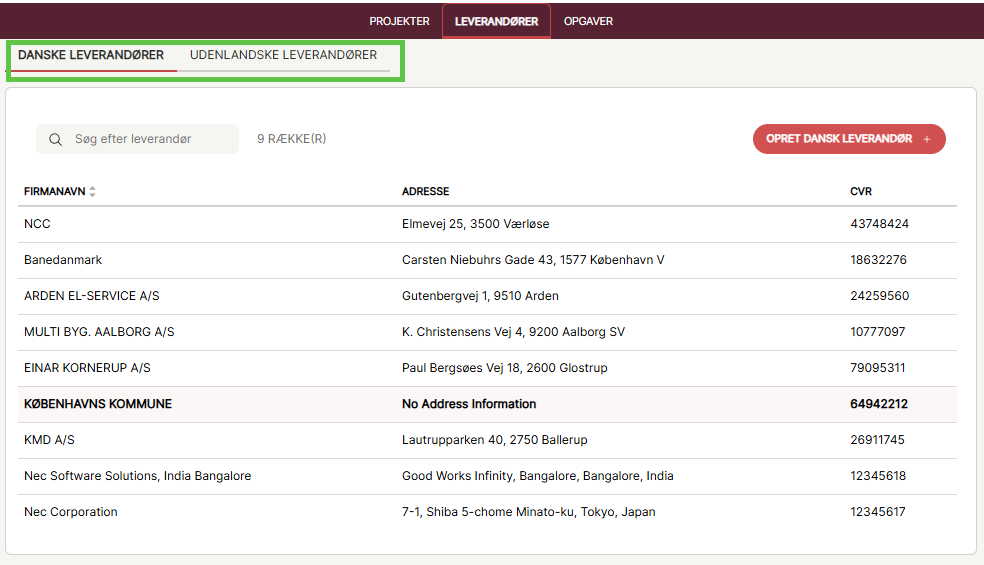 PROJEKTER LEVERANDØRER OPGAVER
DANSKE LEVERANDØRER UDENLANDSKE LEVERANDØRER
Søg efter leverandør 9 RÆKKE(R) OPRET DANSK LEVERANDØR +
FIRMANAVN ADRESSE CVR
NCC Elmevej 25, 3500 Værløse 43748424
Banedanmark Carsten Niebuhrs Gade 43, 1577 København V 18632276
ARDEN EL-SERVICE A/S Gutenbergvej 1, 9510 Arden 24259560
MULTI BYG. AALBORG A/S K. Christensens Vej 4, 9200 Aalborg SV 10777097
EINAR KORNERUP A/S Paul Bergsøes Vej 18, 2600 Glostrup 79095311
KØBENHAVNS KOMMUNE No Address Information 64942212
KMD A/S Lautrupparken 40, 2750 Ballerup 26911745
Nec Software Solutions, India Bangalore Good Works Infinity, Bangalore, Bangalore, India 12345618
Nec Corporation 7-1, Shiba 5-chome Minato-ku, Tokyo, Japan 12345617